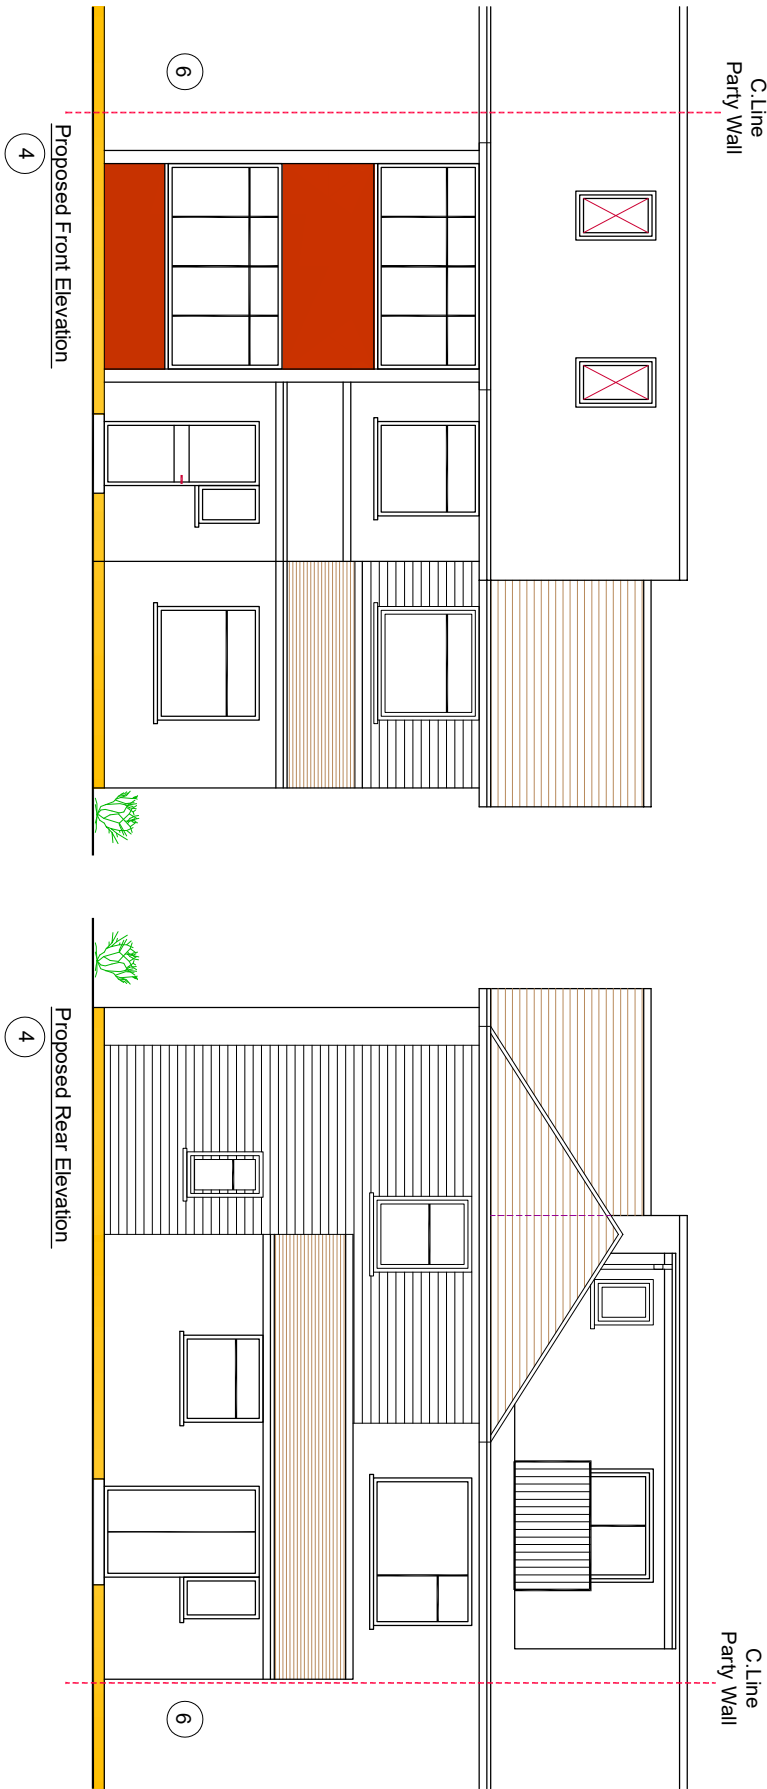 C.Line
Party Wall
6
4
Proposed Front Elevation
4
Proposed Rear Elevation
C.Line
Party Wall
6